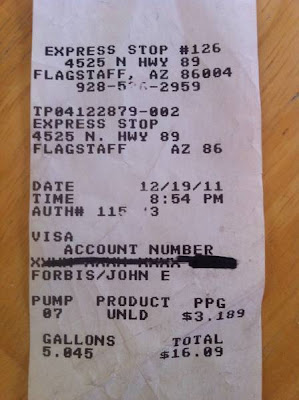 EXPRESS STOP #126
4525 N HWY 89
FLAGSTAFF, AZ 86004
TP04122879-002
EXPRESS STOP
4525 N. HWY 89
FLAGSTAFF AZ 86
DATE 12/19/11
TIME 8:54 PM
AUTH# 115
VISA
ACCOUNT NUMBER
FORBIS/JOHN E
PUMP PRODUCT PPG
07 UNLD $3.189
GALLONS TOTAL
5.045 $16.09